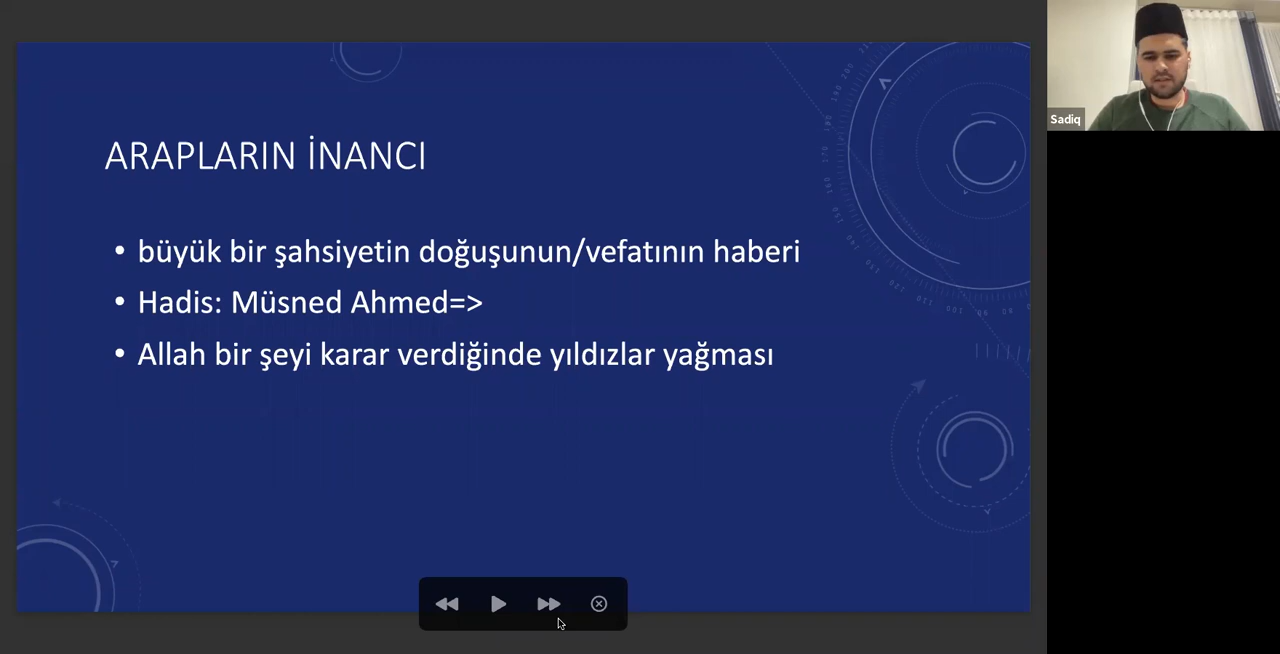 ARAPLARIN İNANCI
• büyük bir şahsiyetin doğuşunun/vefatının haberi
• Hadis: Müsned Ahmed=>
• Allah bir şeyi karar verdiğinde yıldızlar yağması
Sadiq